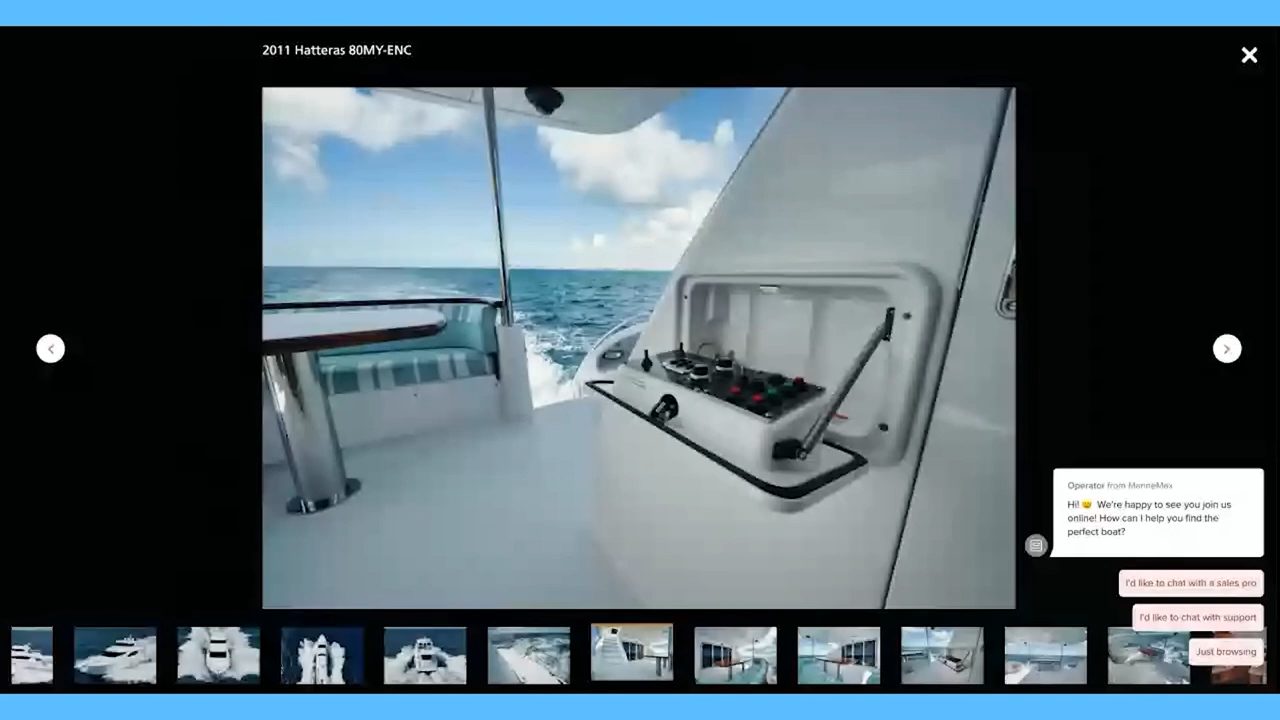 2011 Hatteras 80MY-ENC
Operator from MarineMax
Hi! We're happy to see you join us
online! How can I help you find the
perfect boat?
I'd like to chat with a sales pro
I'd like to chat with support
Just browsing